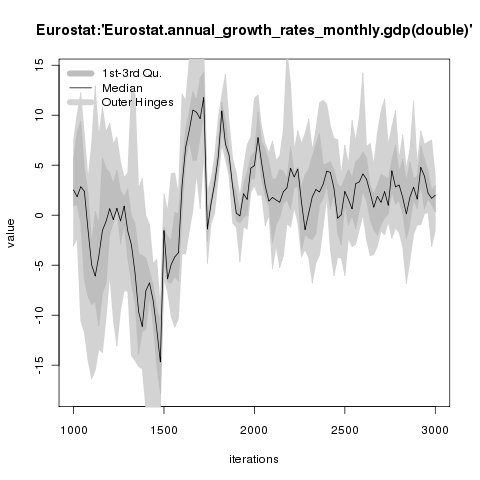 Eurostat:'Eurostat.annual_growth_rates_monthly.gdp(double)'
15
10
5
0
-5
-10
-15
value
1st-3rd Qu.
Median
Outer Hinges
1000 1500 2000 2500 3000
iterations